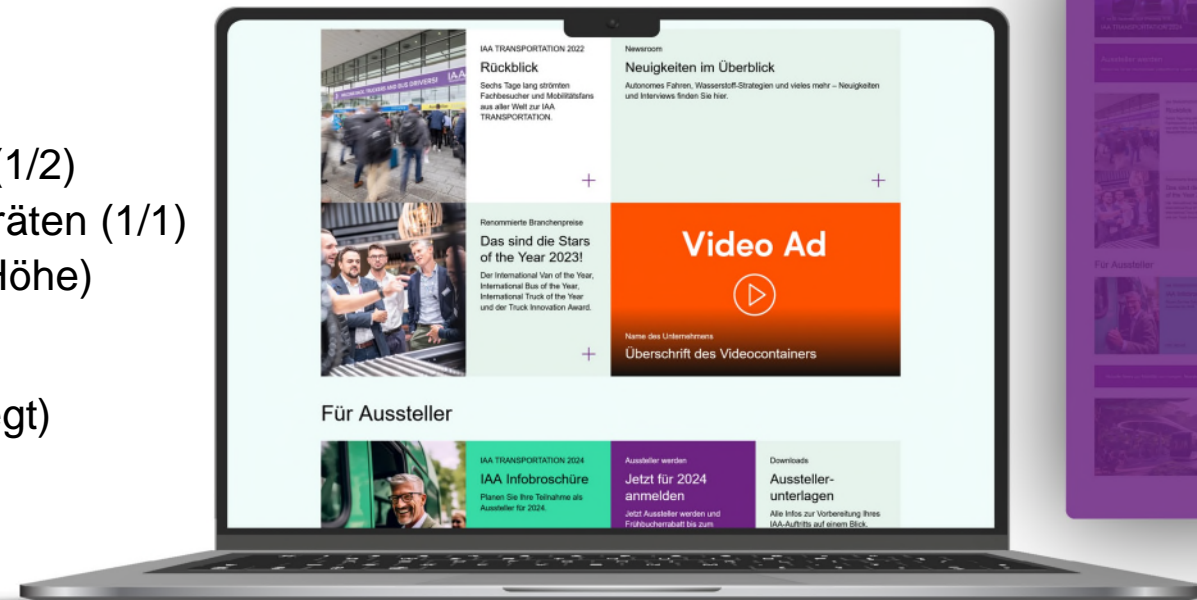 (1/2)
räten (1/1)
Höhe)
gt)
IAA TRANSPORTATION 2022
Rückblick
Sechs Tage lang strömten
Fachbesucher und Mobilitätsfans
aus aller Welt zur IAA
TRANSPORTATION.
Newsroom
Neuigkeiten im Überblick
Autonomes Fahren, Wasserstoff-Strategien und vieles mehr – Neuigkeiten
und Interviews finden Sie hier.
Renommierte Branchenpreise
Das sind die Stars
of the Year 2023!
Der International Van of the Year,
International Bus of the Year,
International Truck of the Year
und der Truck Innovation Award.
Video Ad
Name des Unternehmens
Überschrift des Videocontainers
Für Aussteller
IAA TRANSPORTATION 2024
IAA Infobroschüre
Planen Sie Ihre Teilnahme als
Aussteller für 2024.
Aussteller werden
Jetzt für 2024
anmelden
Jetzt Aussteller werden und
Frühbucherrabatt bis zum
Downloads
Aussteller-
unterlagen
Alle Infos zur Vorbereitung Ihres
IAA-Auftritts auf einem Blick.
IAA TRANSPORTATION 2024
Aussteller werden
Für Aussteller